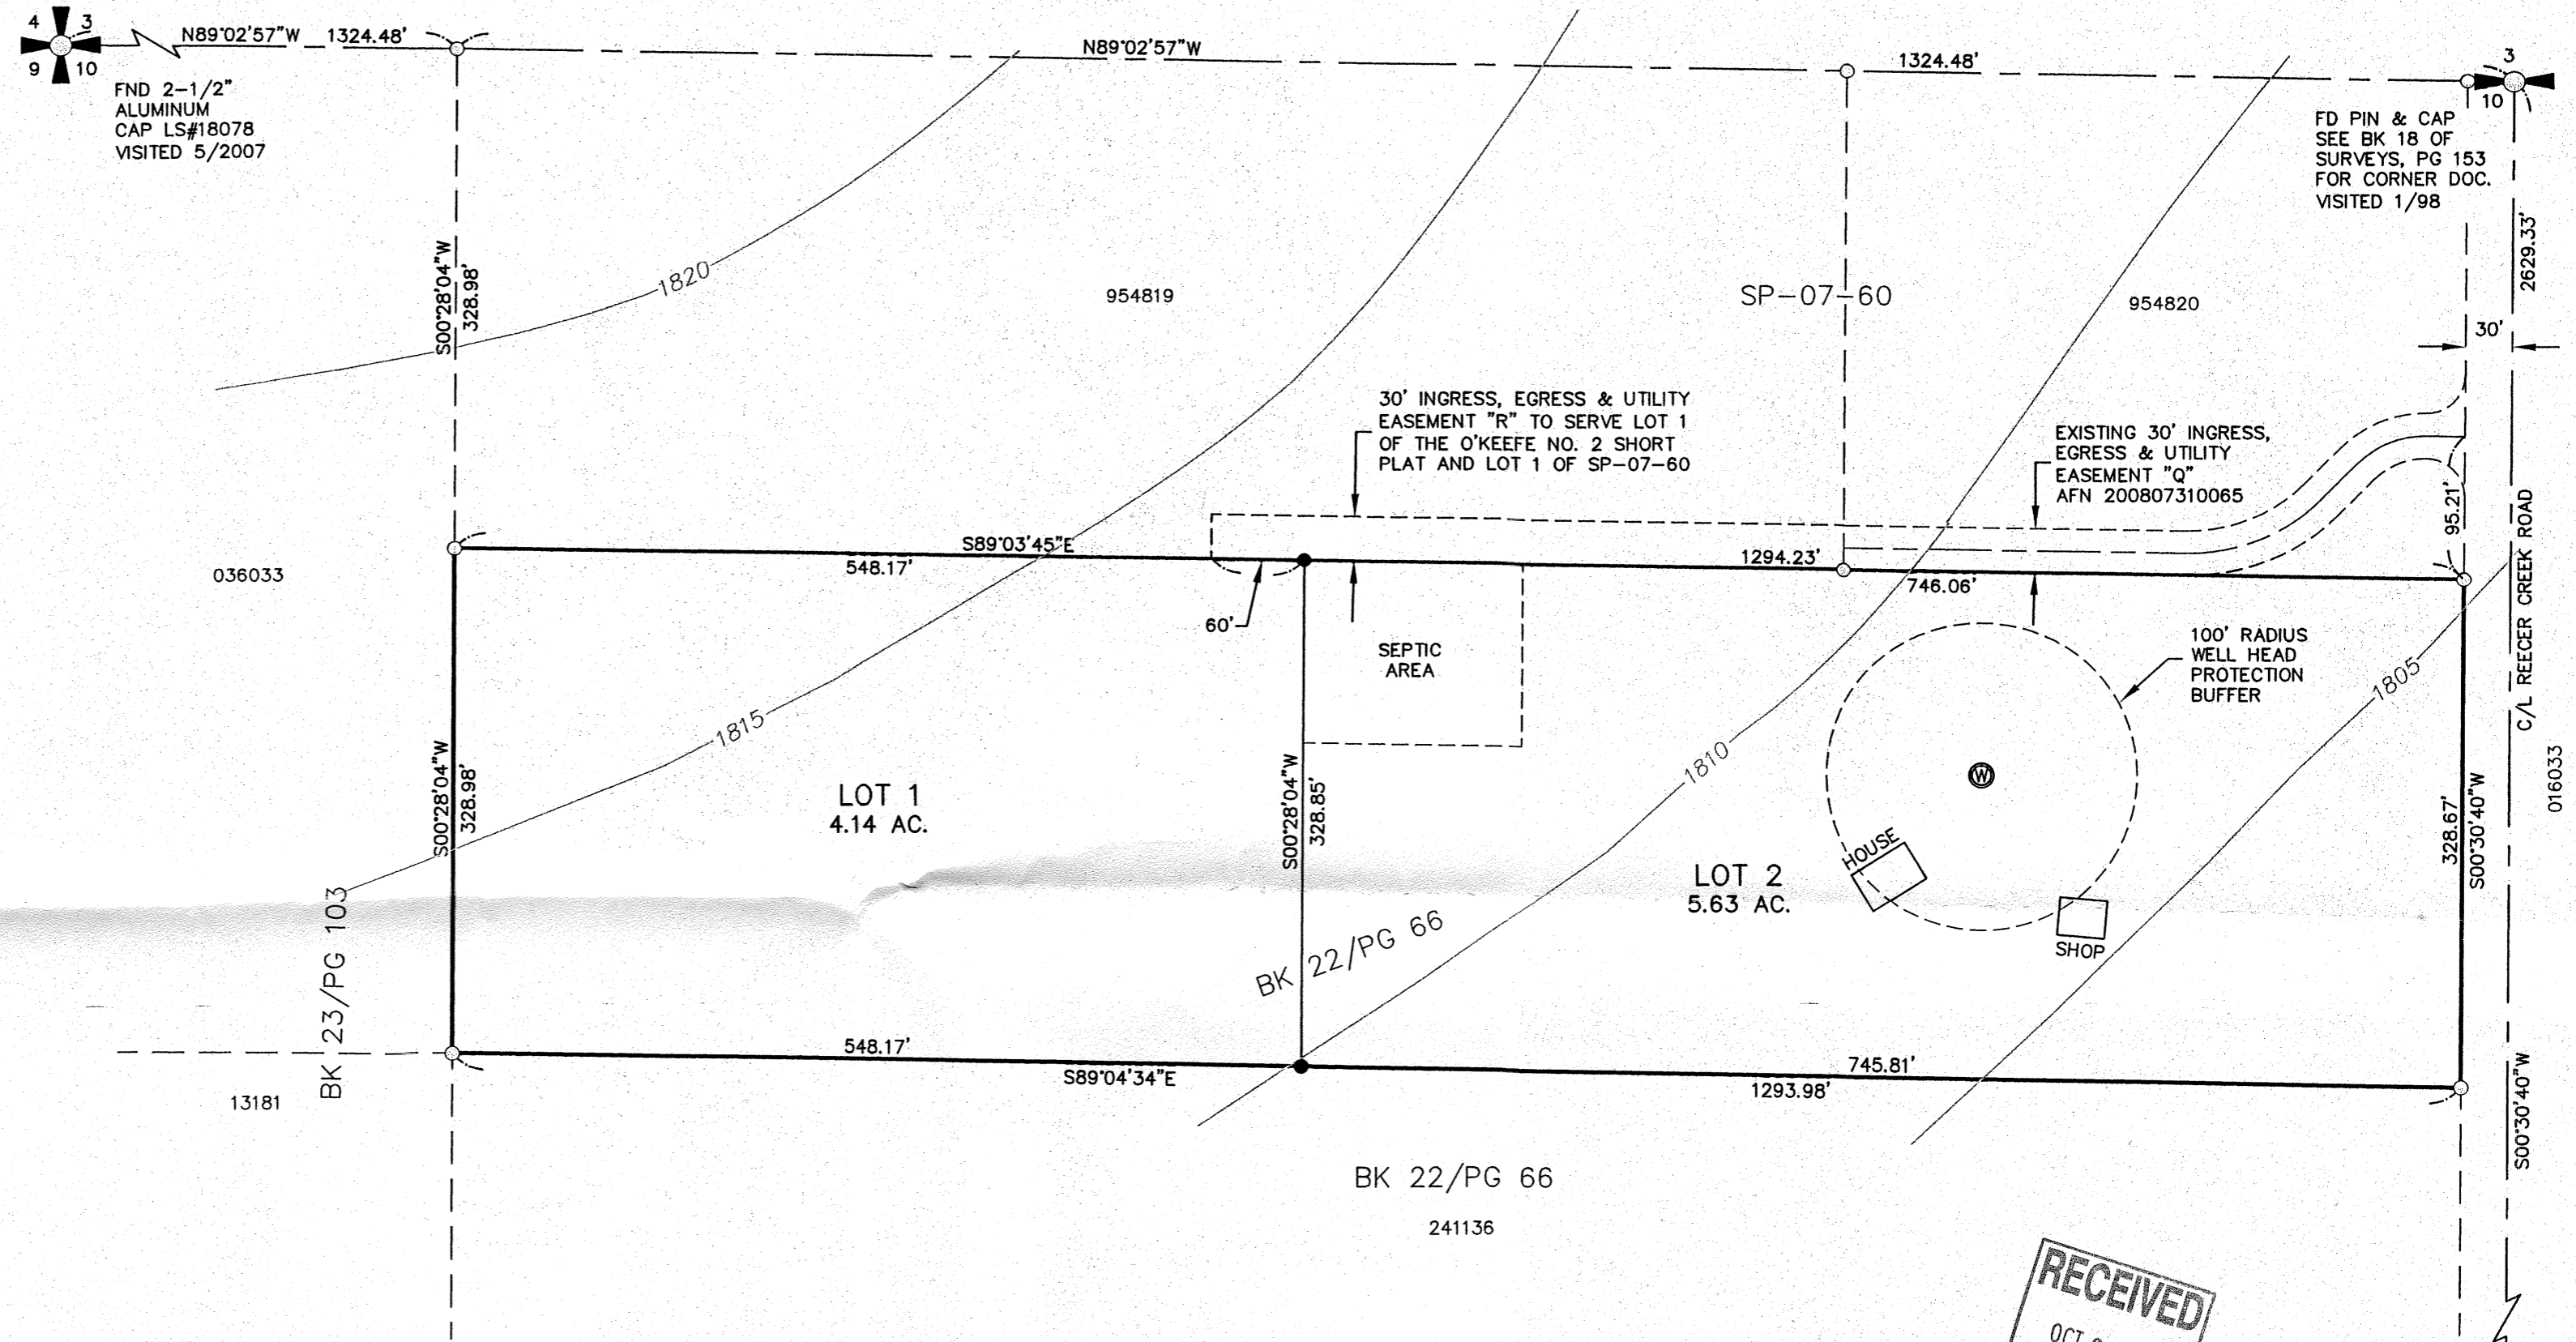 4 3
9 10
N89°02'57"W 1324.48'
N89°02'57"W
1324.48'
3
10
FND 2-1/2"
ALUMINUM
CAP LS#18078
VISITED 5/2007
FD PIN & CAP
SEE BK 18 OF
SURVEYS, PG 153
FOR CORNER DOC.
VISITED 1/98
S00°28'04"W
328.98'
1820
954819
SP-07-60
954820
2629.33'
30'
30' INGRESS, EGRESS & UTILITY
EASEMENT "R" TO SERVE LOT 1
OF THE O'KEEFE NO. 2 SHORT
PLAT AND LOT 1 OF SP-07-60
EXISTING 30' INGRESS,
EGRESS & UTILITY
EASEMENT "Q"
AFN 200807310065
95.21'
C/L REECER CREEK ROAD
036033
S89°03'45"E
548.17'
1294.23'
746.06'
60'
SEPTIC
AREA
100' RADIUS
WELL HEAD
PROTECTION
BUFFER
1805
1815
1810
W
016033
S00°28'04"W
328.98'
LOT 1
4.14 AC.
S00°28'04"W
328.85'
HOUSE
LOT 2
5.63 AC.
SHOP
328.67'
S00°30'40"W
BK 23/PG 103
BK 22/PG 66
548.17'
S89°04'34"E
745.81'
1293.98'
13181
S00°30'40"W
BK 22/PG 66
241136
RECEIVED
OCT